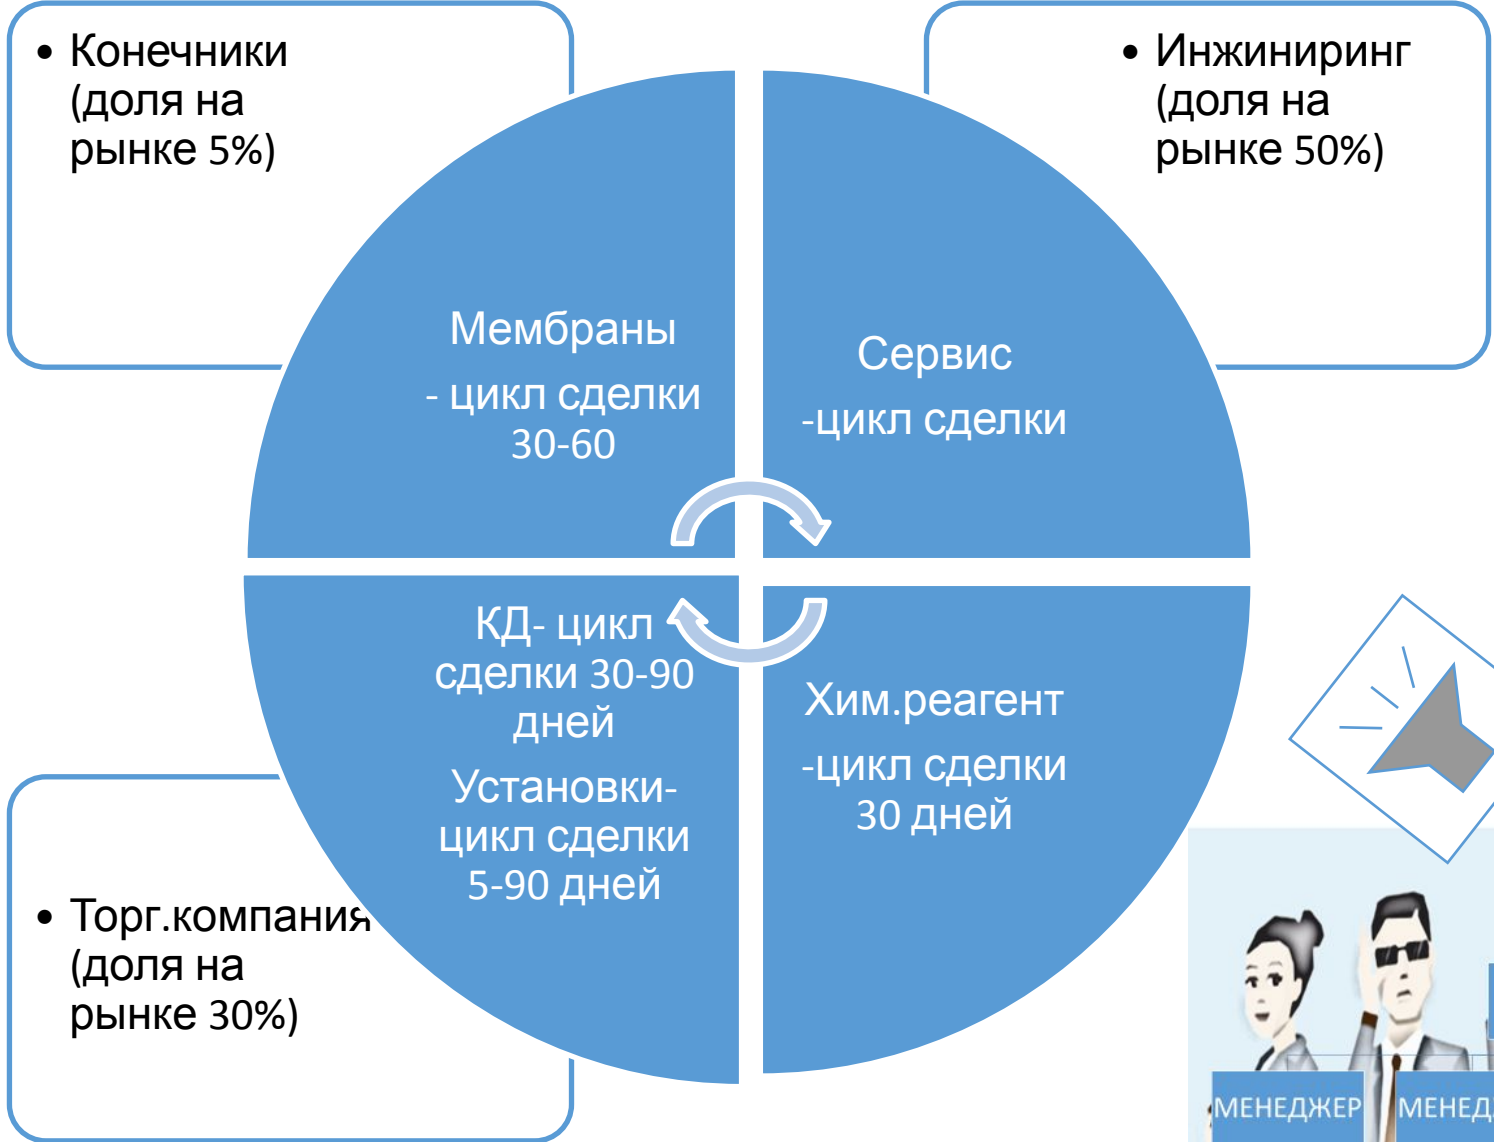 • Конечники
(доля на
рынке 5%)
• Инжиниринг
(доля на
рынке 50%)
Мембраны
- цикл сделки
30-60
Сервис
-цикл сделки
КД- цикл
сделки 30-90
дней
Установки-
цикл сделки
5-90 дней
Хим.реагент
-цикл сделки
30 дней
• Торг.компания
(доля на
рынке 30%)
МЕНЕДЖЕР